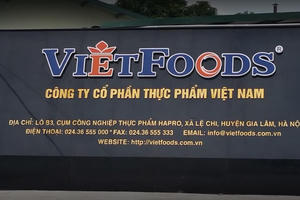 VIETFOODS®
CÔNG TY CỔ PHẦN THỰC PHẨM VIỆT NAM
ĐỊA CHỈ: LÔ B3, CỤM CÔNG NGHIỆP THỰC PHẨM HAPRO, XÃ LỆ CHI, HUYỆN GIA LÂM, HÀ NỘ
ĐIỆN THOẠI: 024.36 555 000 * FAX: 024.36 555 333 EMAIL: info@vietfoods.com.vn
WEBSITE: http://vietfoods.com.vn